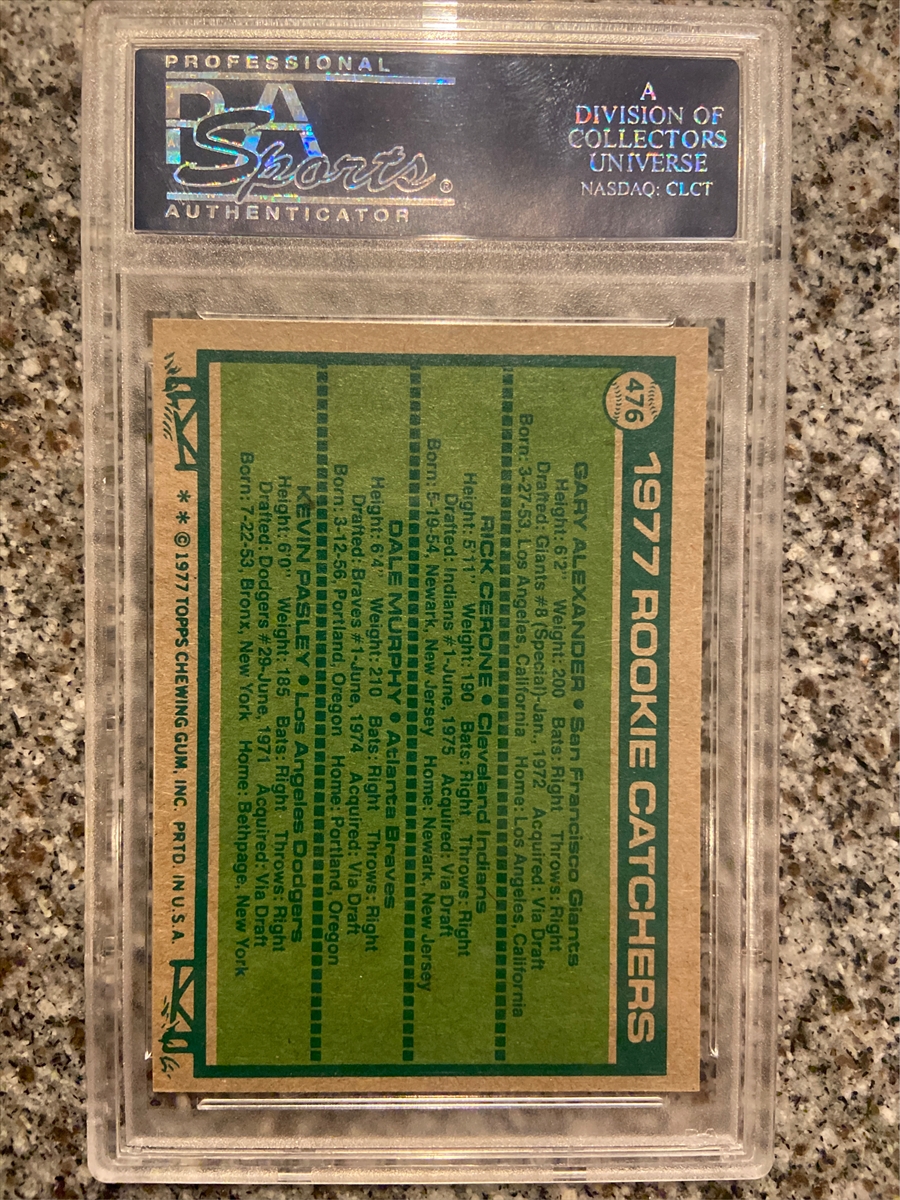 PROFESSIONAL
PSA
Sports®
AUTHENTICATOR
A
DIVISION OF
COLLECTORS
UNIVERSE
NASDAQ: CLCT
476
1977 ROOKIE CATCHERS
GARY ALEXANDER • San Francisco Giants
Height: 6'2" Weight: 200 Bats: Right Throws: Right
Drafted: Giants #8 (Special)-Jan. 1972 Acquired: Via Draft
Born: 3-27-53, Los Angeles, California Home: Los Angeles, California
RICK CERONE • Cleveland Indians
Height: 5'11" Weight: 190 Bats: Right Throws: Right
Drafted: Indians #1-June, 1975 Acquired: Via Draft
Born: 5-19-54, Newark, New Jersey Home: Newark, New Jersey
DALE MURPHY • Atlanta Braves
Height: 6'4" Weight: 210 Bats: Right Throws: Right
Drafted: Braves #1-June, 1974 Acquired: Via Draft
Born: 3-12-56, Portland, Oregon Home: Portland, Oregon
KEVIN PASLEY • Los Angeles Dodgers
Height: 6'0" Weight: 185 Bats: Right Throws: Right
Drafted: Dodgers #29-June, 1971 Acquired: Via Draft
Born: 7-22-53, Bronx, New York Home: Bethpage, New York
* * © 1977 TOPPS CHEWING GUM, INC. PRTD. IN U.S.A.